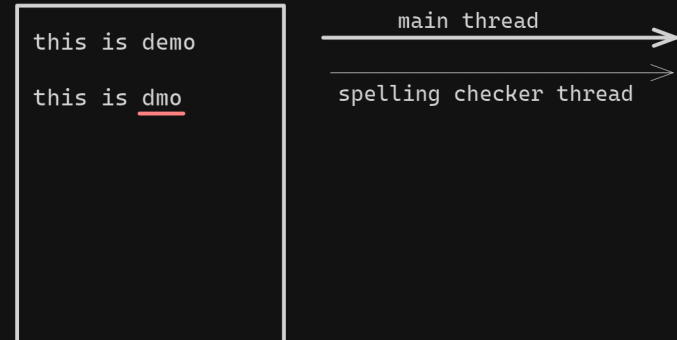 this is demo
this is dmo
main thread
spelling checker thread